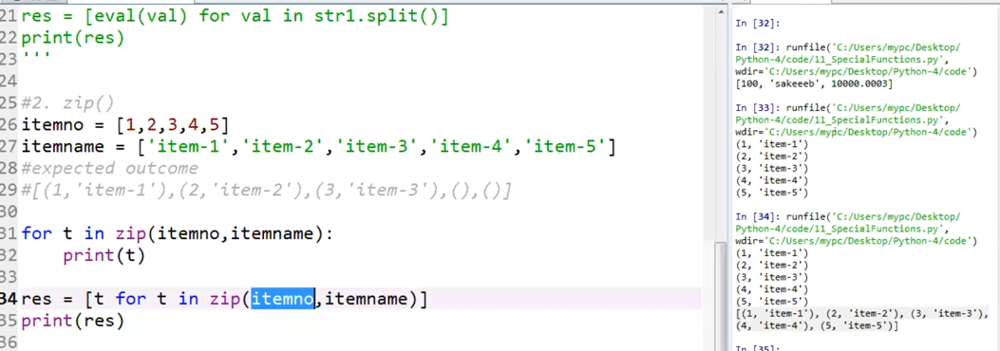 21 res = [eval(val) for val in str1.split()]
22 print(res)
23 '''
24
25 #2. zip()
26 itemno = [1,2,3,4,5]
27 itemname = ['item-1','item-2','item-3','item-4','item-5']
28 #expected outcome
29 #[(1,'item-1'),(2,'item-2'),(3,'item-3'),(),()]
30
31 for t in zip(itemno,itemname):
32     print(t)
33
34 res = [t for t in zip(itemno,itemname)]
35 print(res)
36
In [32]:
In [32]: runfile('C:/Users/mypc/Desktop/
Python-4/code/11_SpecialFunctions.py',
wdir='C:/Users/mypc/Desktop/Python-4/code')
[100, 'sakeeeb', 10000.0003]
In [33]: runfile('C:/Users/mypc/Desktop/
Python-4/code/11_SpecialFunctions.py',
wdir='C:/Users/mypc/Desktop/Python-4/code')
(1, 'item-1')
(2, 'item-2')
(3, 'item-3')
(4, 'item-4')
(5, 'item-5')
In [34]: runfile('C:/Users/mypc/Desktop/
Python-4/code/11_SpecialFunctions.py',
wdir='C:/Users/mypc/Desktop/Python-4/code')
(1, 'item-1')
(2, 'item-2')
(3, 'item-3')
(4, 'item-4')
(5, 'item-5')
[(1, 'item-1'), (2, 'item-2'), (3, 'item-3'),
(4, 'item-4'), (5, 'item-5')]
In [35]: